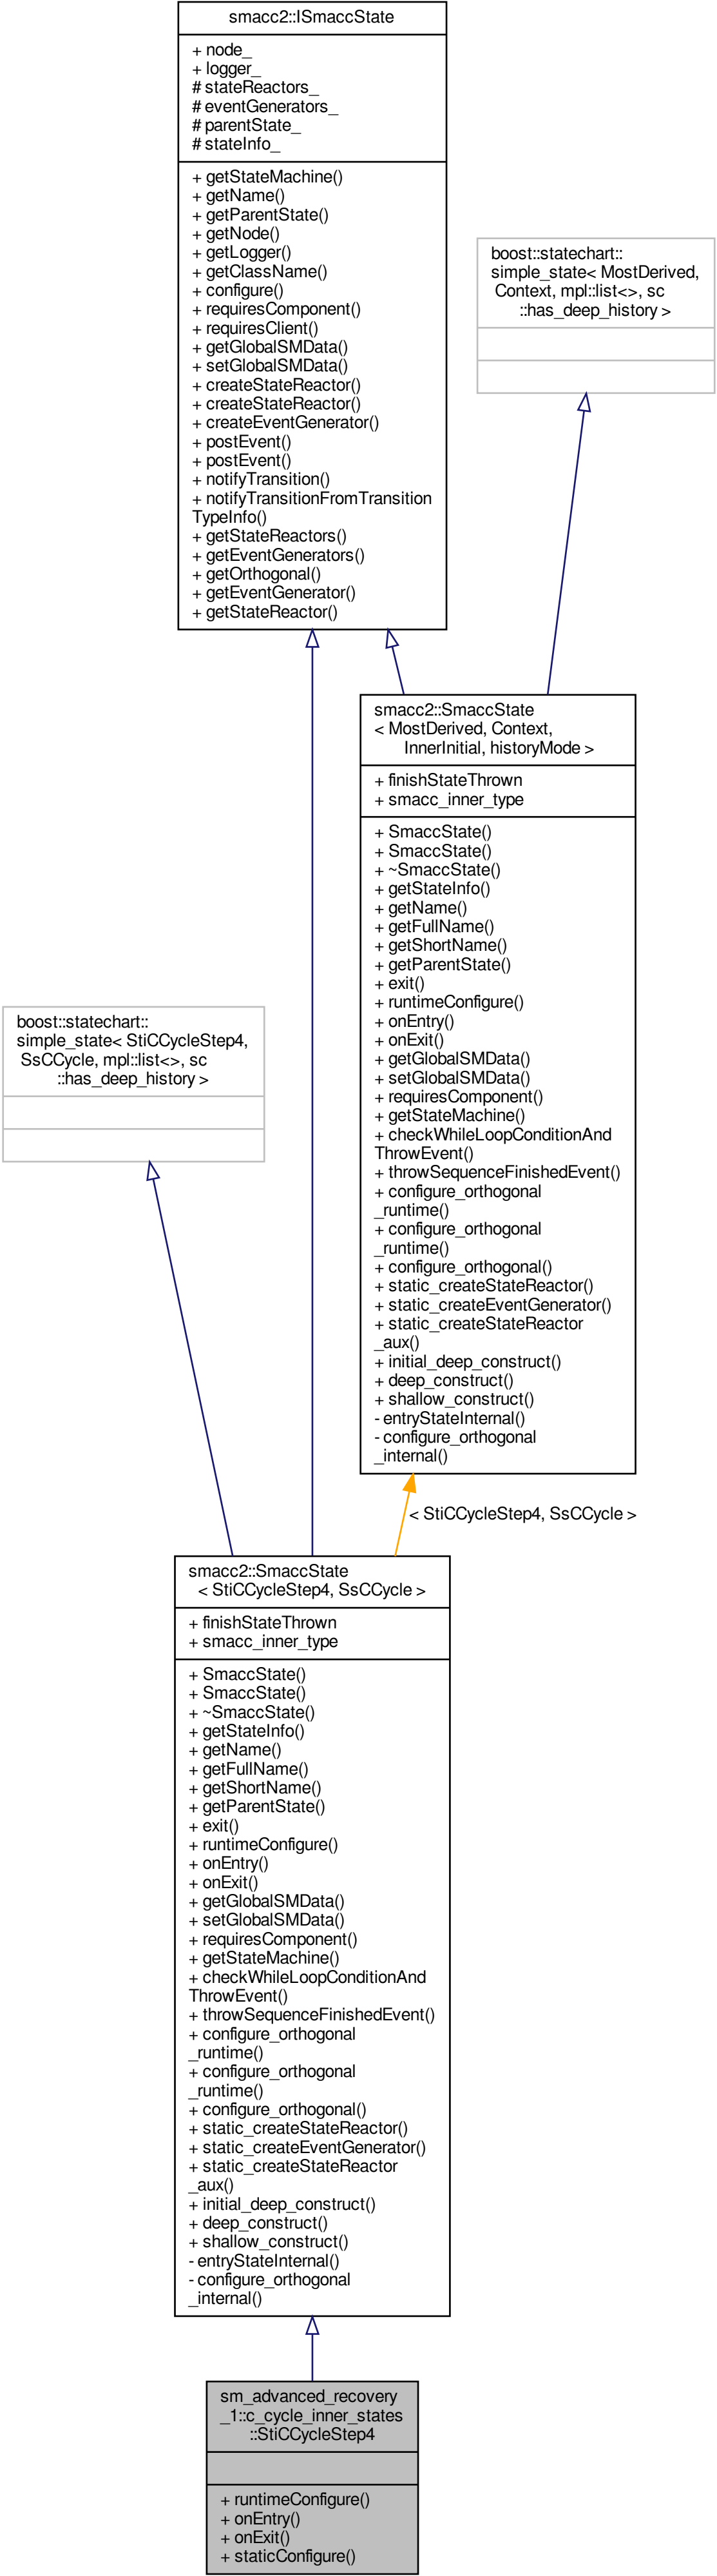 smacc2::ISmaccState
+ node_
+ logger_
# stateReactors_
# eventGenerators_
# parentState_
# stateInfo_
+ getStateMachine()
+ getName()
+ getParentState()
+ getNode()
+ getLogger()
+ getClassName()
+ configure()
+ requiresComponent()
+ requiresClient()
+ getGlobalSMData()
+ setGlobalSMData()
+ createStateReactor()
+ createStateReactor()
+ createEventGenerator()
+ postEvent()
+ postEvent()
+ notifyTransition()
+ notifyTransitionFromTransition
TypeInfo()
+ getStateReactors()
+ getEventGenerators()
+ getOrthogonal()
+ getEventGenerator()
+ getStateReactor()
boost::statechart::
simple_state< MostDerived,
Context, mpl::list<>, sc
::has_deep_history >
smacc2::SmaccState
< MostDerived, Context,
InnerInitial, historyMode >
+ finishStateThrown
+ smacc_inner_type
+ SmaccState()
+ SmaccState()
+ ~SmaccState()
+ getStateInfo()
+ getName()
+ getFullName()
+ getShortName()
+ getParentState()
+ exit()
+ runtimeConfigure()
+ onEntry()
+ onExit()
+ getGlobalSMData()
+ setGlobalSMData()
+ requiresComponent()
+ getStateMachine()
+ checkWhileLoopConditionAnd
ThrowEvent()
+ throwSequenceFinishedEvent()
+ configure_orthogonal
_runtime()
+ configure_orthogonal
_runtime()
+ configure_orthogonal()
+ static_createStateReactor()
+ static_createEventGenerator()
+ static_createStateReactor
_aux()
+ initial_deep_construct()
+ deep_construct()
+ shallow_construct()
- entryStateInternal()
- configure_orthogonal
_internal()
boost::statechart::
simple_state< StiCCycleStep4,
SsCCycle, mpl::list<>, sc
::has_deep_history >
< StiCCycleStep4, SsCCycle >
smacc2::SmaccState
< StiCCycleStep4, SsCCycle >
+ finishStateThrown
+ smacc_inner_type
+ SmaccState()
+ SmaccState()
+ ~SmaccState()
+ getStateInfo()
+ getName()
+ getFullName()
+ getShortName()
+ getParentState()
+ exit()
+ runtimeConfigure()
+ onEntry()
+ onExit()
+ getGlobalSMData()
+ setGlobalSMData()
+ requiresComponent()
+ getStateMachine()
+ checkWhileLoopConditionAnd
ThrowEvent()
+ throwSequenceFinishedEvent()
+ configure_orthogonal
_runtime()
+ configure_orthogonal
_runtime()
+ configure_orthogonal()
+ static_createStateReactor()
+ static_createEventGenerator()
+ static_createStateReactor
_aux()
+ initial_deep_construct()
+ deep_construct()
+ shallow_construct()
- entryStateInternal()
- configure_orthogonal
_internal()
sm_advanced_recovery
_1::c_cycle_inner_states
::StiCCycleStep4
+ runtimeConfigure()
+ onEntry()
+ onExit()
+ staticConfigure()